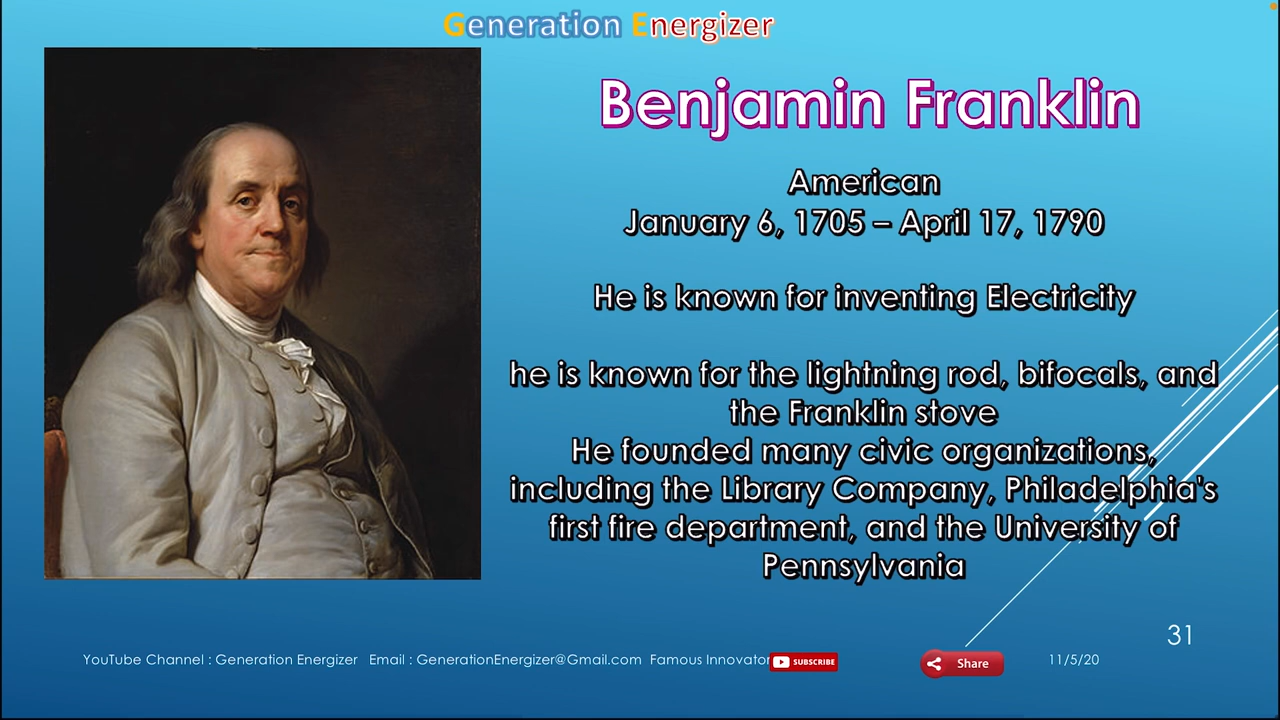 Generation Energizer
Benjamin Franklin
American
January 6, 1705 – April 17, 1790
He is known for inventing Electricity
he is known for the lightning rod, bifocals, and
the Franklin stove
He founded many civic organizations,
including the Library Company, Philadelphia's
first fire department, and the University of
Pennsylvania
31
YouTube Channel : Generation Energizer Email : GenerationEnergizer@Gmail.com Famous Innovator SUBSCRIBE Share 11/5/20